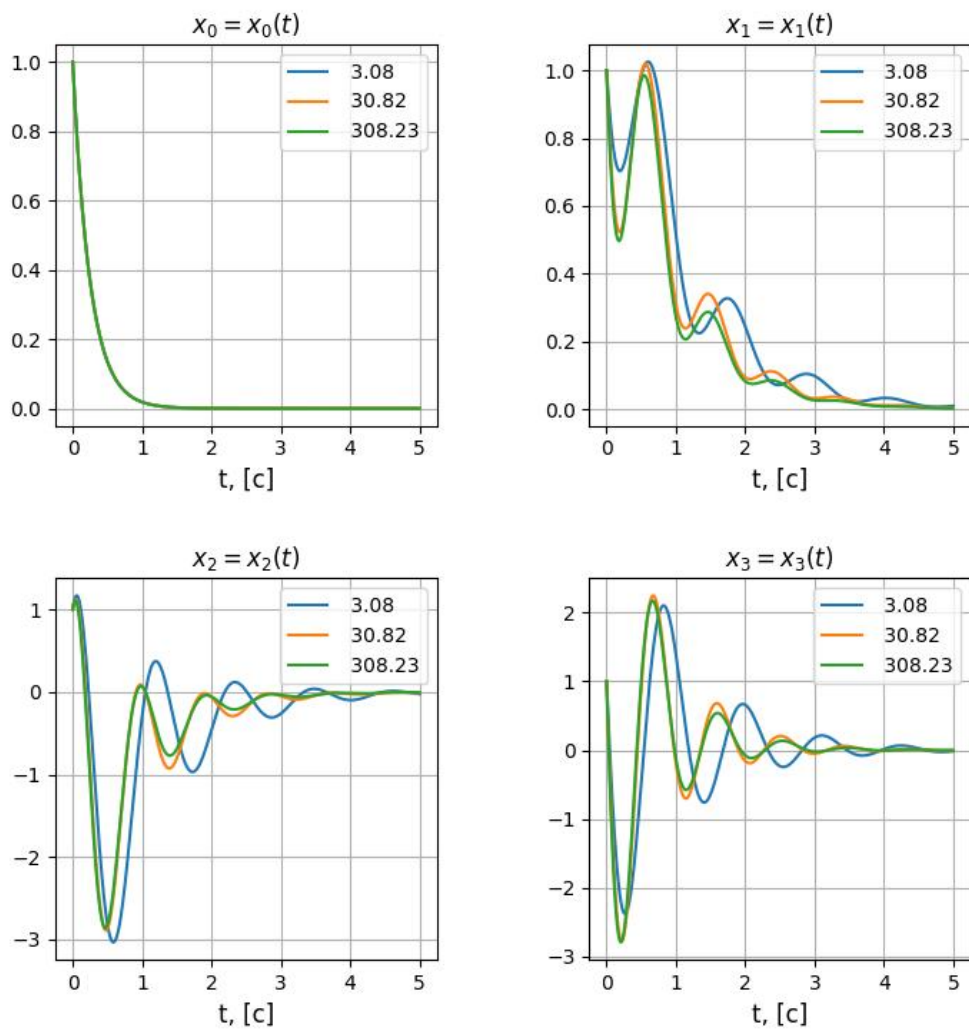 x₀ = x₀(t)
1.0
0.8
0.6
0.4
0.2
0.0
3.08
30.82
308.23
0 1 2 3 4 5
t, [c]
x₁ = x₁(t)
1.0
0.8
0.6
0.4
0.2
0.0
3.08
30.82
308.23
0 1 2 3 4 5
t, [c]
x₂ = x₂(t)
1
0
−1
−2
−3
3.08
30.82
308.23
0 1 2 3 4 5
t, [c]
x₃ = x₃(t)
2
1
0
−1
−2
−3
3.08
30.82
308.23
0 1 2 3 4 5
t, [c]